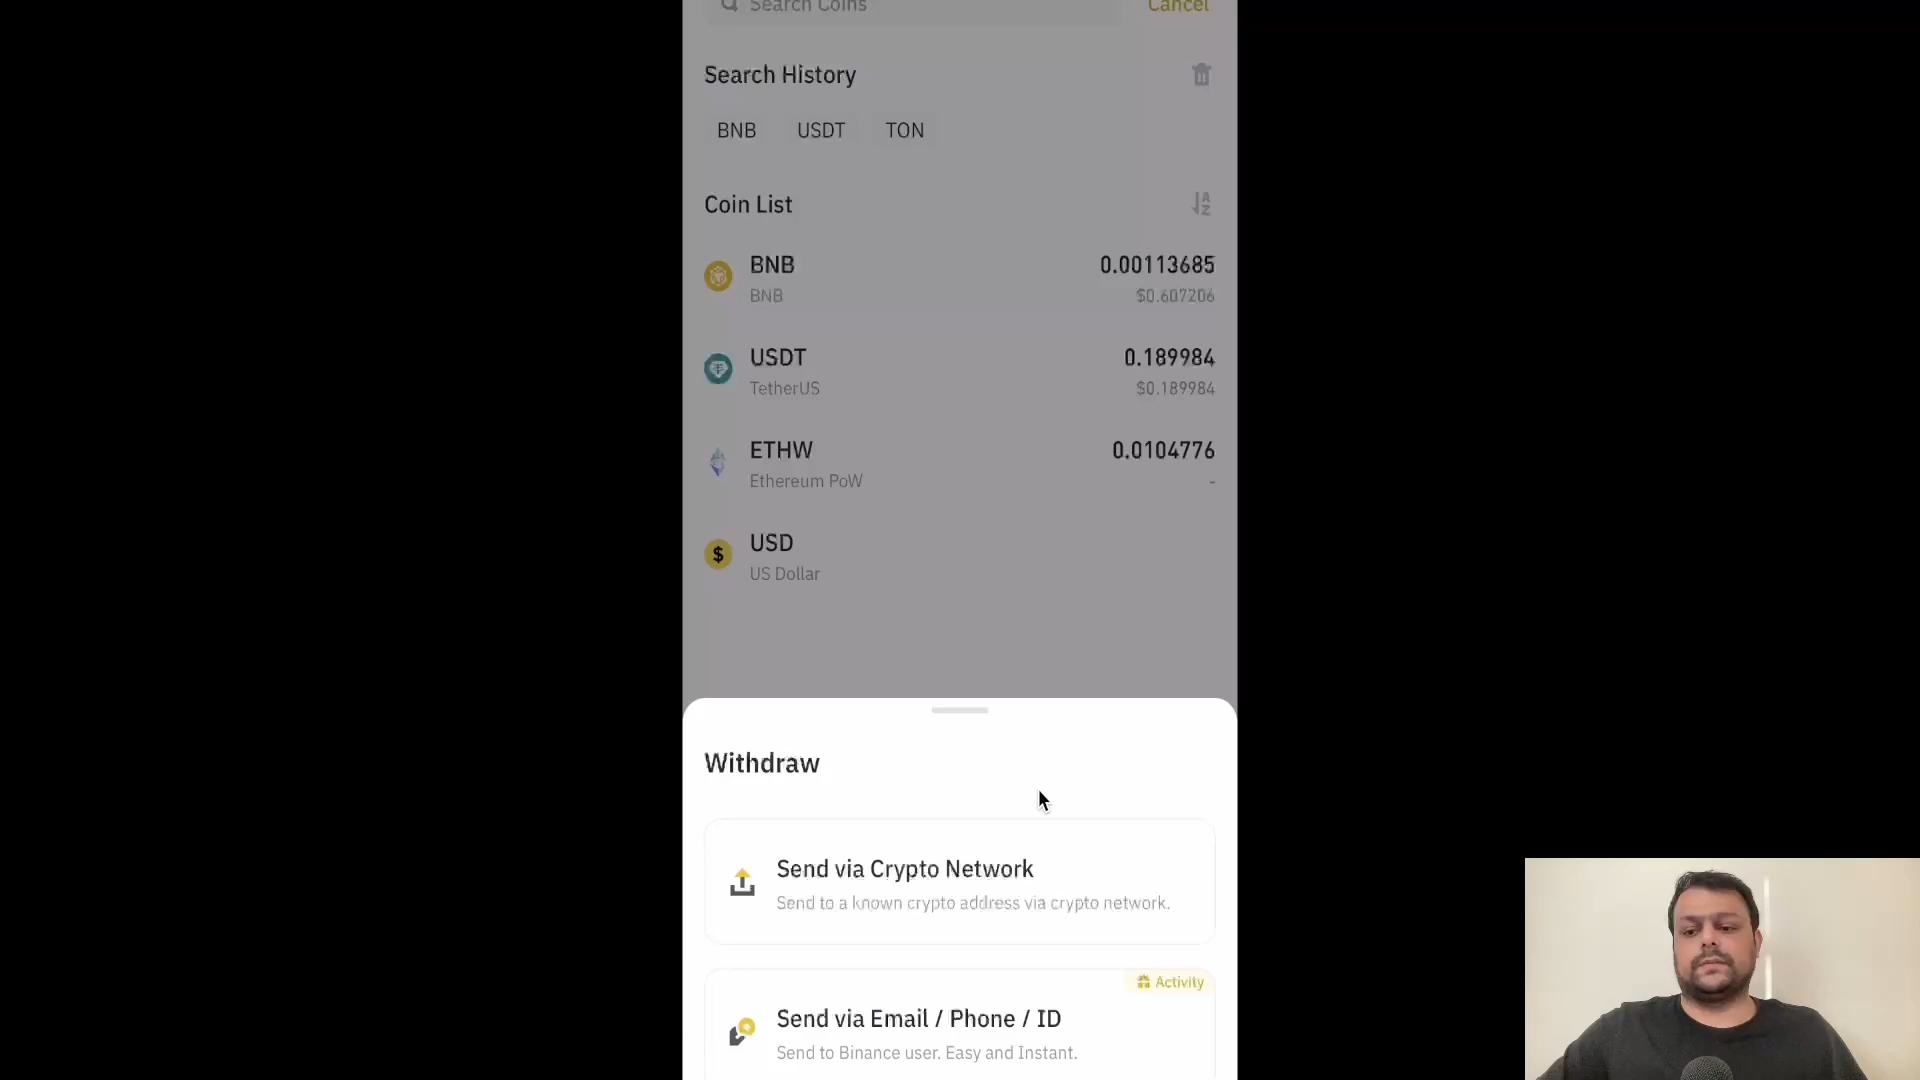 Search Coins
Cancel
Search History
BNB
USDT
TON
Coin List
BNB
0.00113685
BNB
$0.607206
USDT
0.189984
TetherUS
$0.189984
ETHW
0.0104776
Ethereum PoW
-
USD
US Dollar
Withdraw
Send via Crypto Network
Send to a known crypto address via crypto network.
Activity
Send via Email / Phone / ID
Send to Binance user. Easy and Instant.